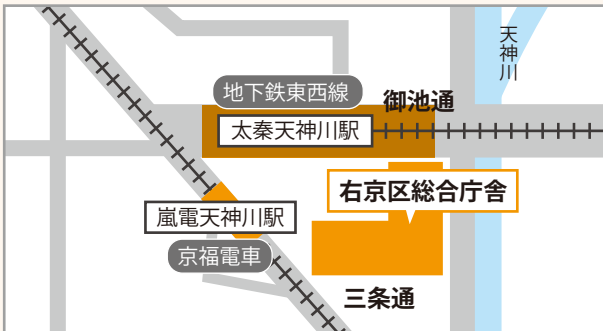 天神川
地下鉄東西線
御池通
太秦天神川駅
右京区総合庁舎
嵐電天神川駅
京福電車
三条通